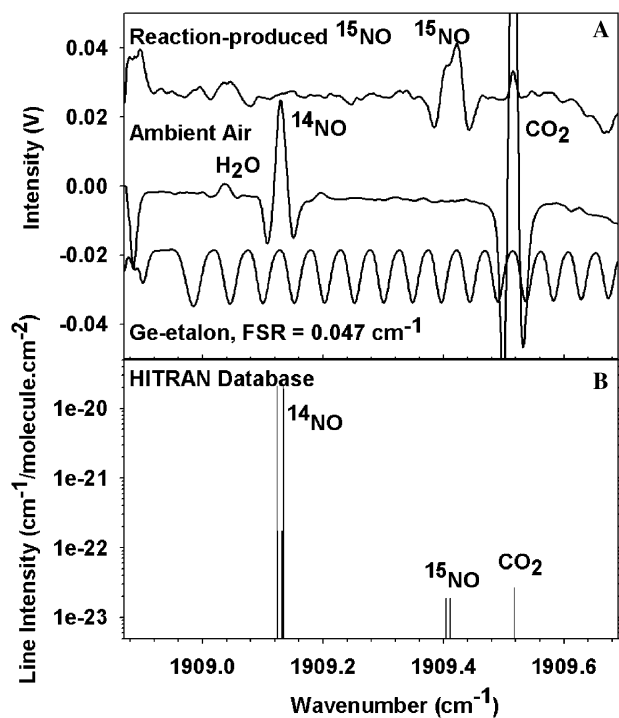 Reaction-produced ¹⁵NO ¹⁵NO A
Ambient Air ¹⁴NO
H₂O CO₂
Ge-etalon, FSR = 0.047 cm⁻¹
0.04
0.02
0.00
-0.02
-0.04
Intensity (V)
HITRAN Database B
¹⁴NO
¹⁵NO CO₂
1e-20
1e-21
1e-22
1e-23
Line Intensity (cm⁻¹/molecule.cm⁻²)
1909.0 1909.2 1909.4 1909.6
Wavenumber (cm⁻¹)